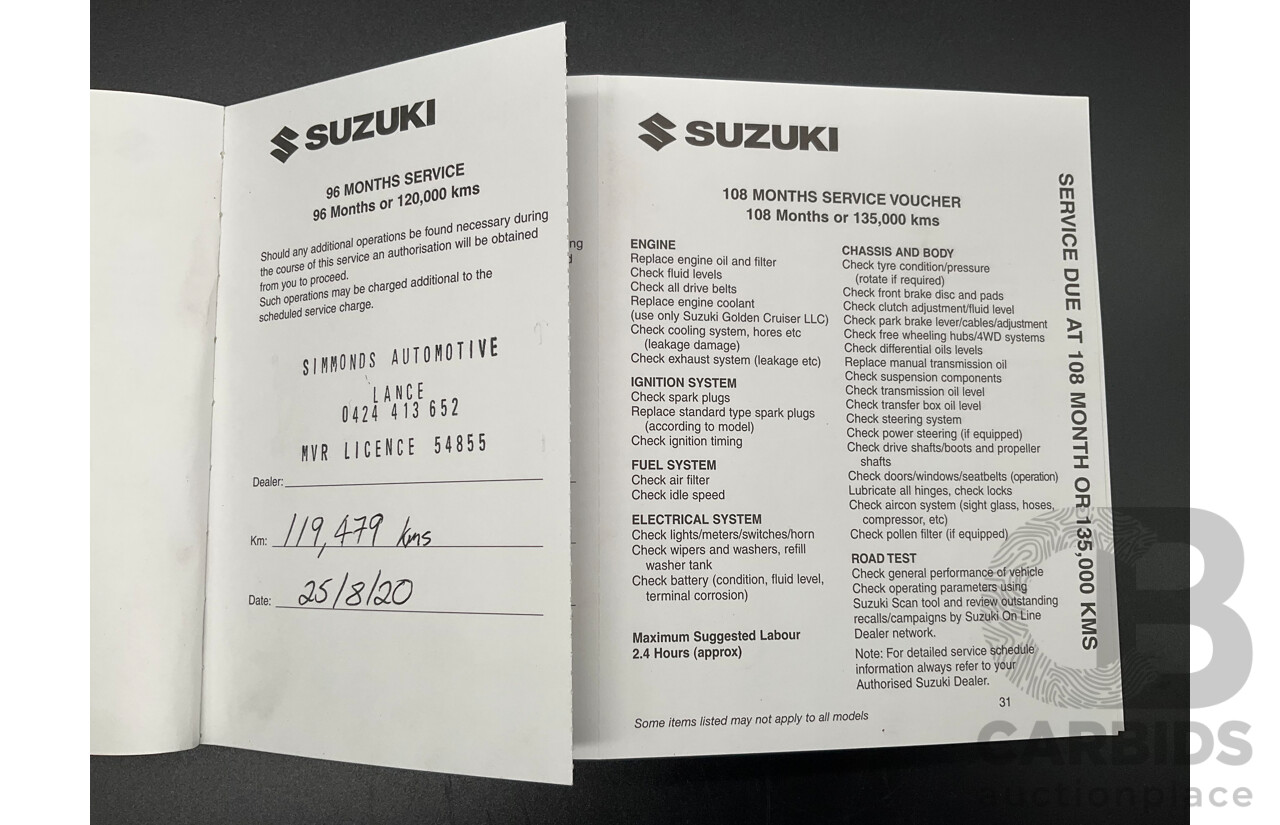 SUZUKI
96 MONTHS SERVICE
96 Months or 120,000 kms
Should any additional operations be found necessary during
the course of this service an authorisation will be obtained
from you to proceed.
Such operations may be charged additional to the
scheduled service charge.
SIMMONDS AUTOMOTIVE
LANCE
0424 413 652
MVR LICENCE 54855
Dealer:
Km: 119,479 kms
Date: 25/8/20
SUZUKI
108 MONTHS SERVICE VOUCHER
108 Months or 135,000 kms
ENGINE
Replace engine oil and filter
Check fluid levels
Check all drive belts
Replace engine coolant
(use only Suzuki Golden Cruiser LLC)
Check cooling system, hores etc
(leakage damage)
Check exhaust system (leakage etc)
IGNITION SYSTEM
Check spark plugs
Replace standard type spark plugs
(according to model)
Check ignition timing
FUEL SYSTEM
Check air filter
Check idle speed
ELECTRICAL SYSTEM
Check lights/meters/switches/horn
Check wipers and washers, refill
washer tank
Check battery (condition, fluid level,
terminal corrosion)
Maximum Suggested Labour
2.4 Hours (approx)
CHASSIS AND BODY
Check tyre condition/pressure
(rotate if required)
Check front brake disc and pads
Check clutch adjustment/fluid level
Check park brake lever/cables/adjustment
Check free wheeling hubs/4WD systems
Check differential oils levels
Replace manual transmission oil
Check suspension components
Check transmission oil level
Check transfer box oil level
Check steering system
Check power steering (if equipped)
Check drive shafts/boots and propeller
shafts
Check doors/windows/seatbelts (operation)
Lubricate all hinges, check locks
Check aircon system (sight glass, hoses,
compressor, etc)
Check pollen filter (if equipped)
ROAD TEST
Check general performance of vehicle
Check operating parameters using
Suzuki Scan tool and review outstanding
recalls/campaigns by Suzuki On Line
Dealer network.
Note: For detailed service schedule
information always refer to your
Authorised Suzuki Dealer.
31
Some items listed may not apply to all models
SERVICE DUE AT 108 MONTH OR 135,000 KMS
CB
CARBIDS
auctionplace